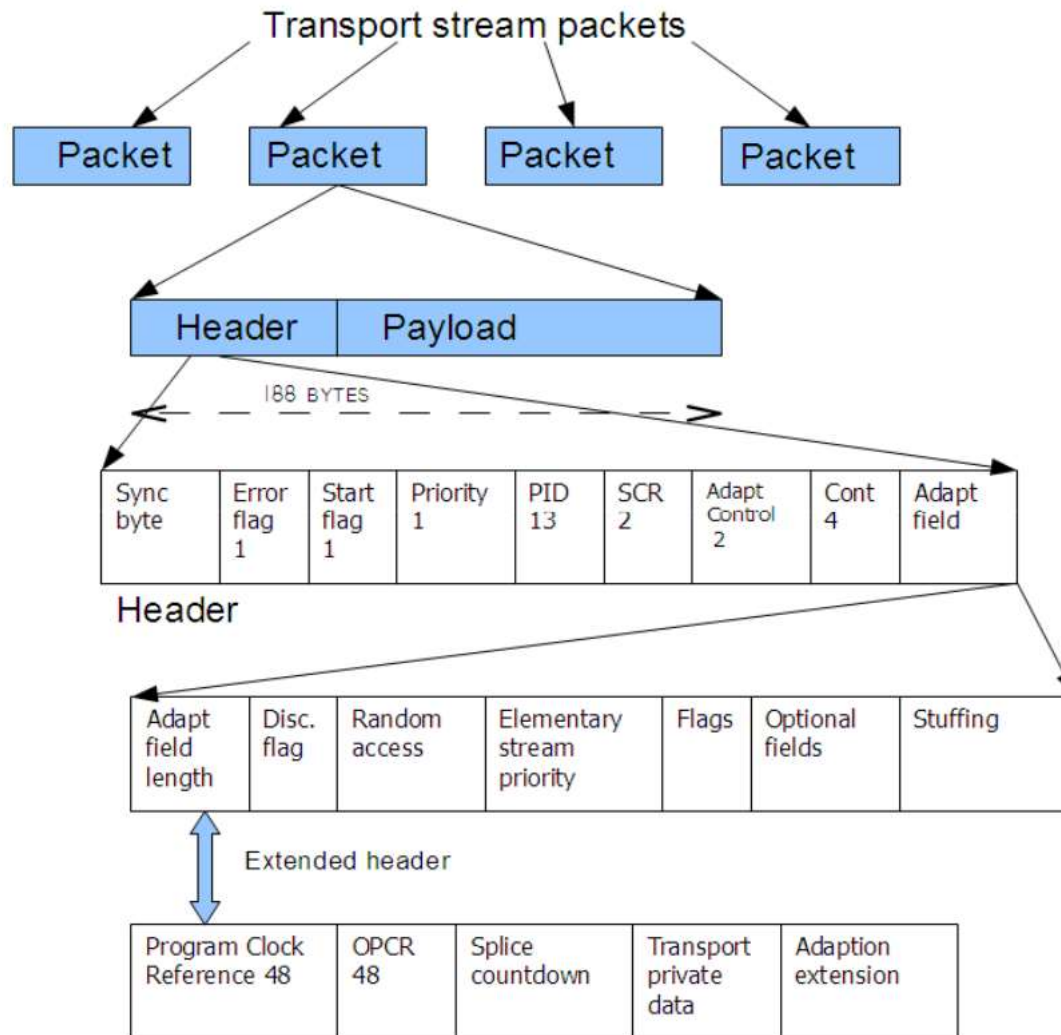 Transport stream packets
Packet
Packet
Packet
Packet
Header
Payload
188 BYTES
Sync
byte
Error
flag
1
Start
flag
1
Priority
1
PID
13
SCR
2
Adapt
Control
2
Cont
4
Adapt
field
Header
Adapt
field
length
Disc.
flag
Random
access
Elementary
stream
priority
Flags
Optional
fields
Stuffing
Extended header
Program Clock
Reference 48
OPCR
48
Splice
countdown
Transport
private
data
Adaption
extension